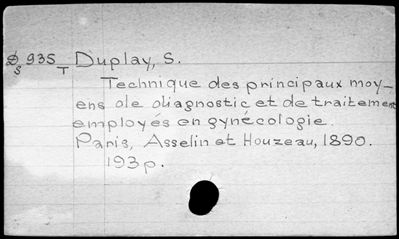 D 935 T Duplay, S.
S
Technique des principaux moy-
ens de diagnostic et de traitement
employés en gynécologie.
Paris, Asselin et Houzeau, 1890.
193p.